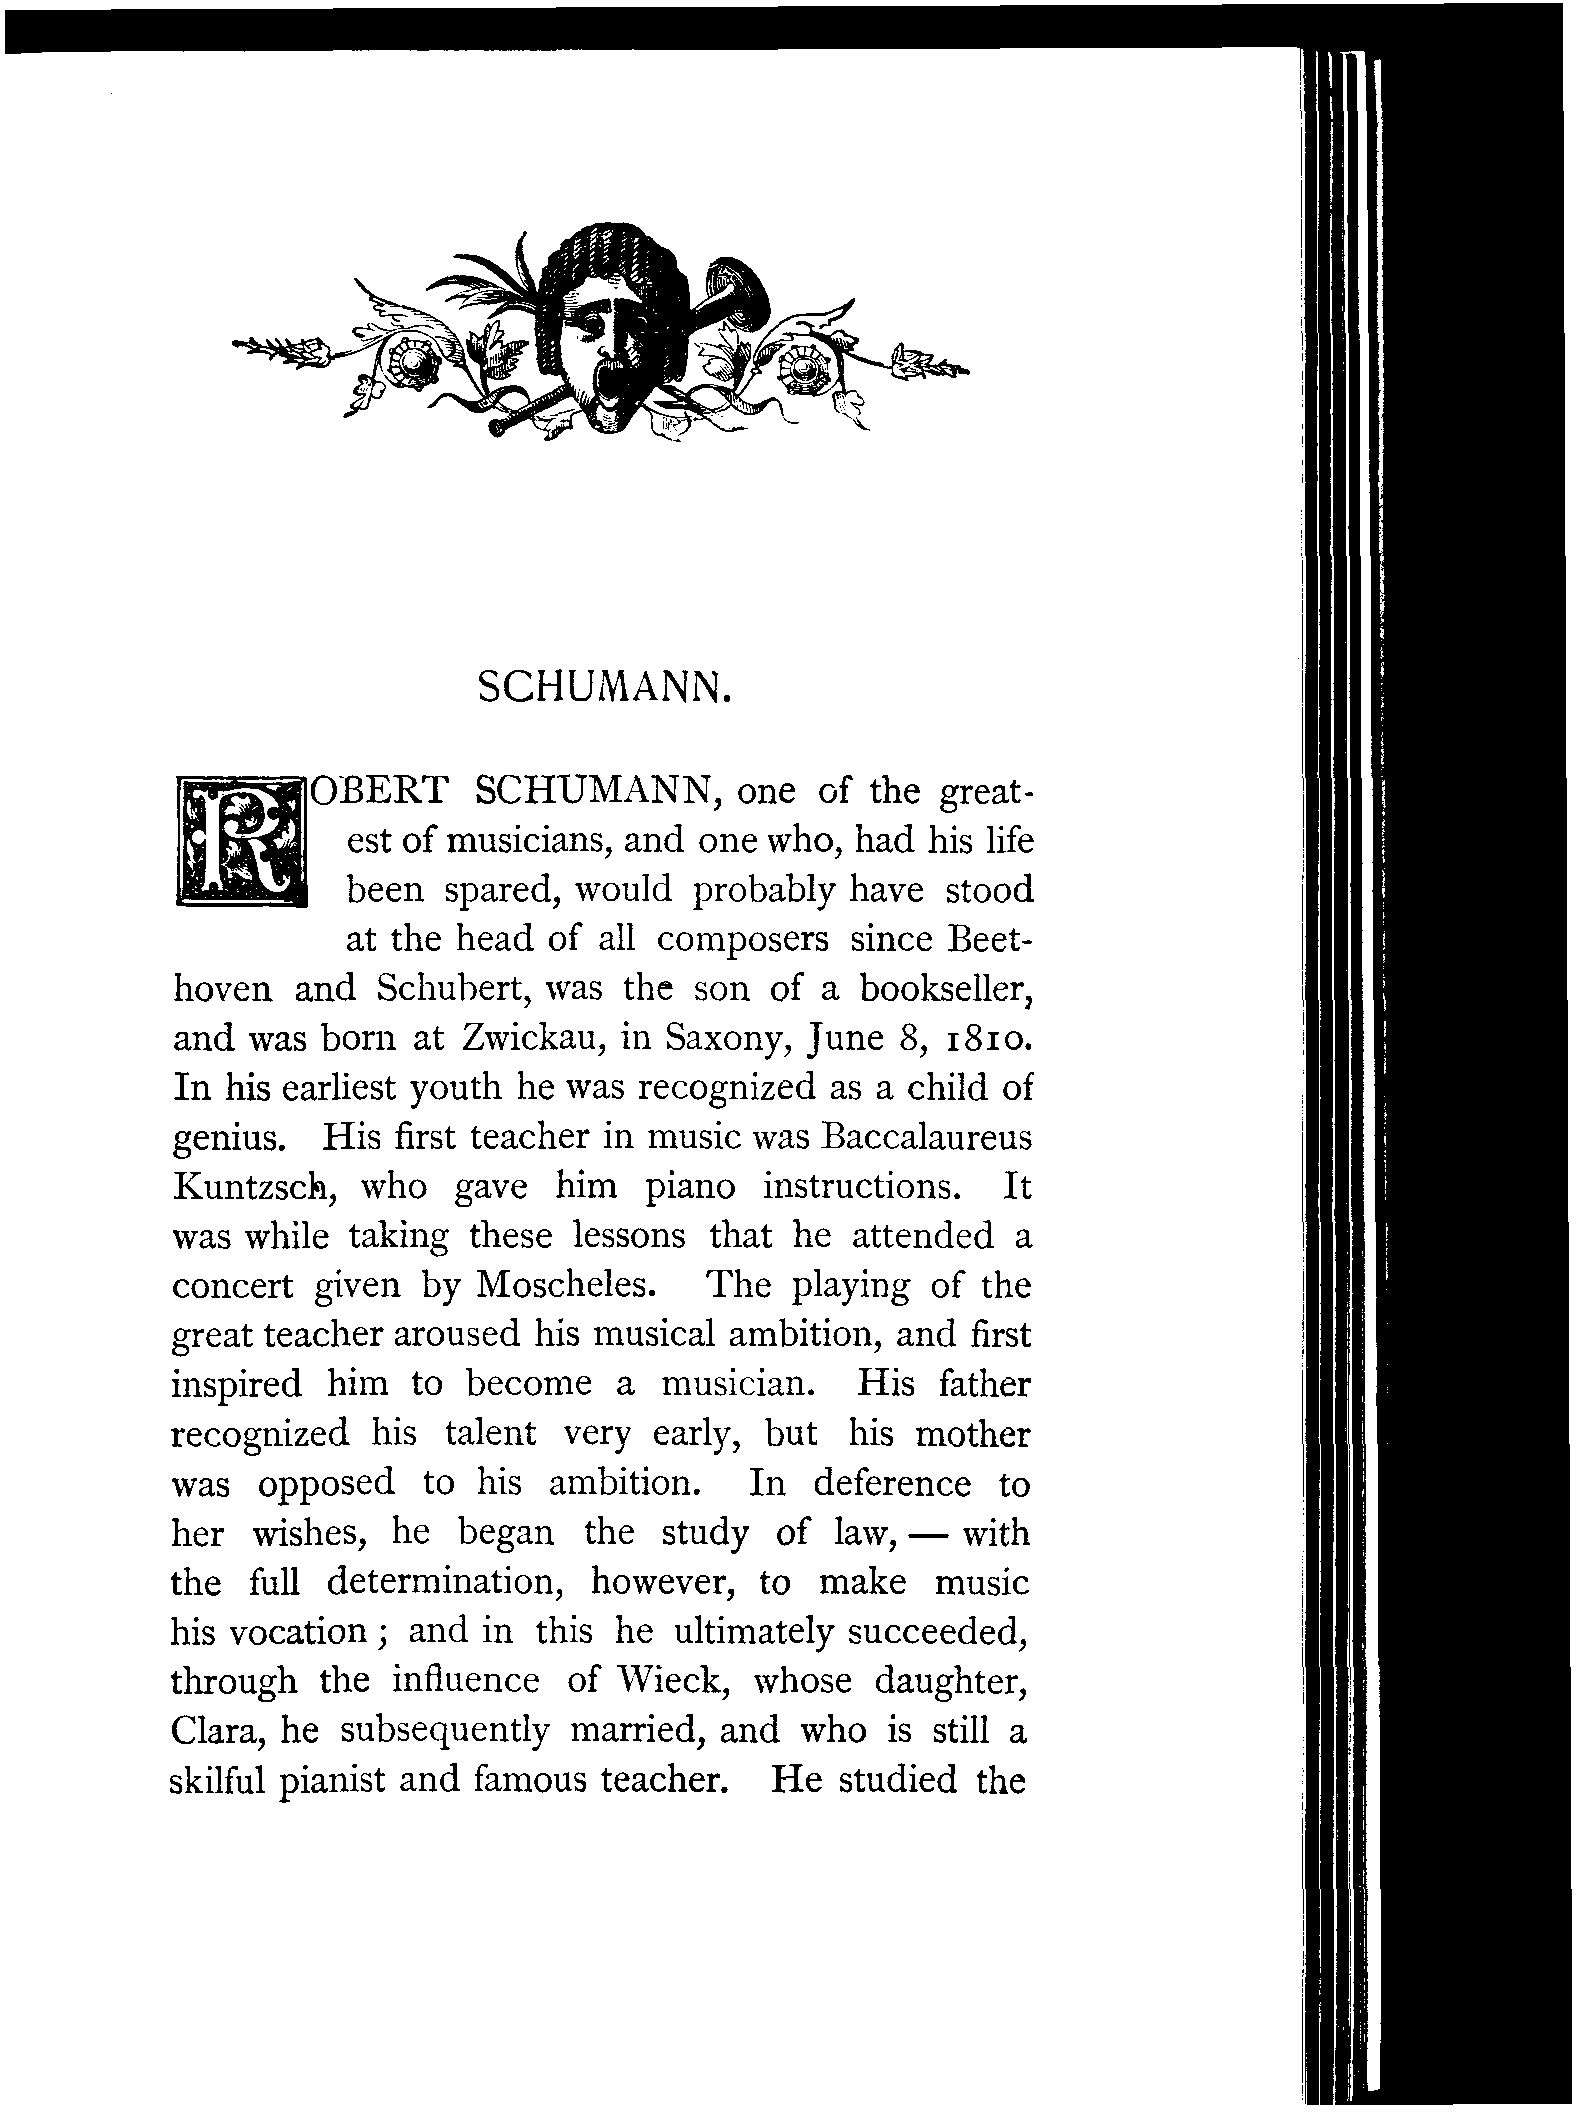 SCHUMANN.
ROBERT SCHUMANN, one of the great-
est of musicians, and one who, had his life
been spared, would probably have stood
at the head of all composers since Beet-
hoven and Schubert, was the son of a bookseller,
and was born at Zwickau, in Saxony, June 8, 1810.
In his earliest youth he was recognized as a child of
genius. His first teacher in music was Baccalaureus
Kuntzsch, who gave him piano instructions. It
was while taking these lessons that he attended a
concert given by Moscheles. The playing of the
great teacher aroused his musical ambition, and first
inspired him to become a musician. His father
recognized his talent very early, but his mother
was opposed to his ambition. In deference to
her wishes, he began the study of law, — with
the full determination, however, to make music
his vocation ; and in this he ultimately succeeded,
through the influence of Wieck, whose daughter,
Clara, he subsequently married, and who is still a
skilful pianist and famous teacher. He studied the